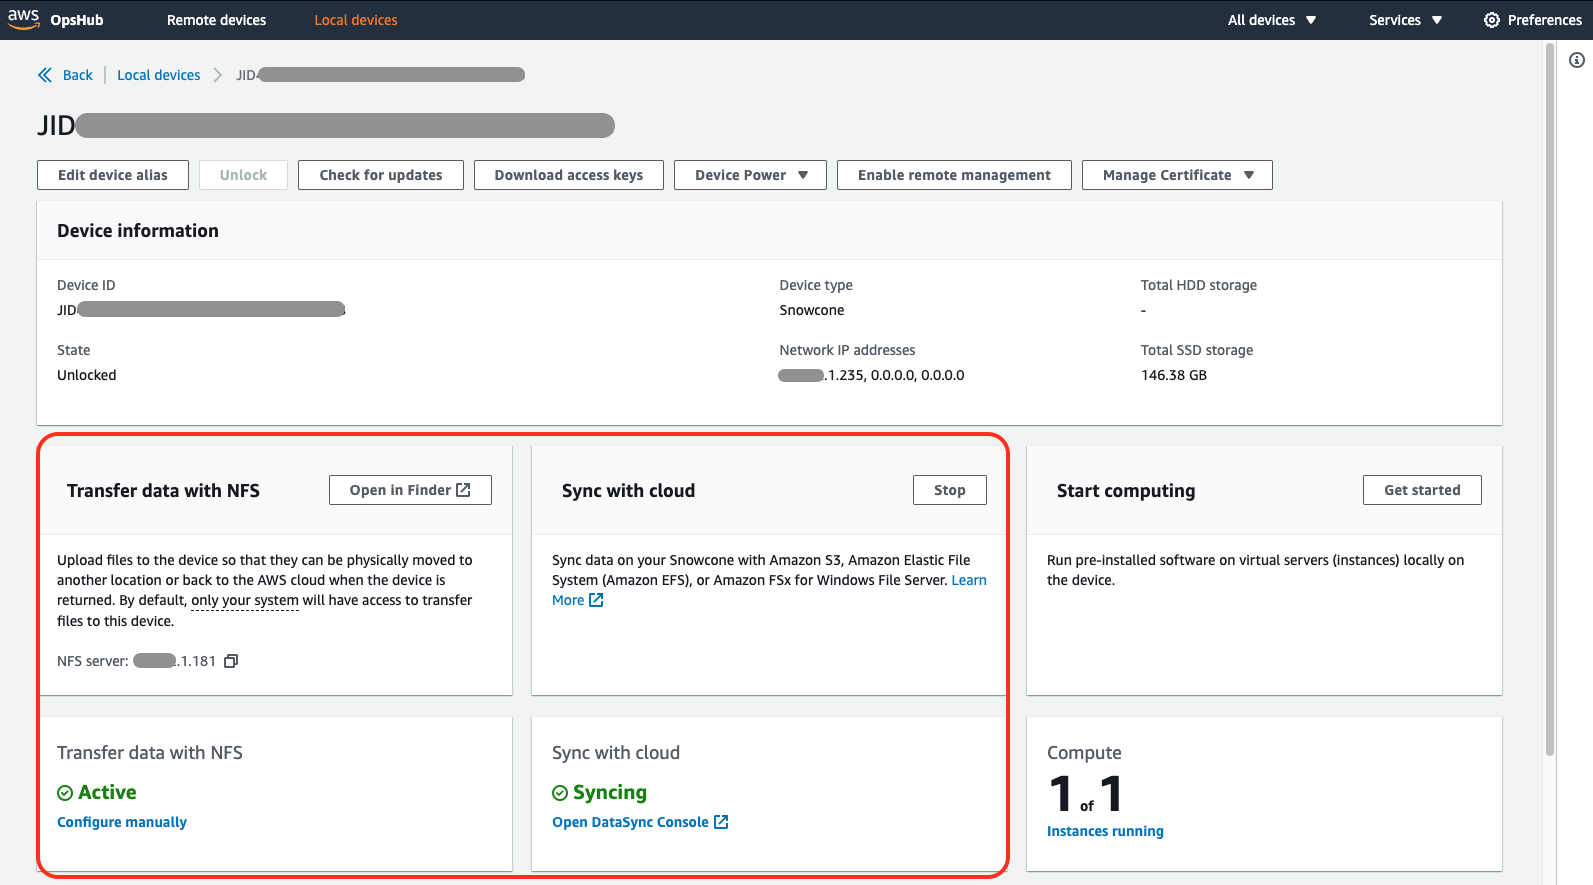 aws OpsHub Remote devices Local devices All devices Services Preferences
Back Local devices JID
JID
Edit device alias Unlock Check for updates Download access keys Device Power Enable remote management Manage Certificate
Device information
Device ID Device type Total HDD storage
JID Snowcone -
State Network IP addresses Total SSD storage
Unlocked .1.235, 0.0.0.0, 0.0.0.0 146.38 GB
Transfer data with NFS Open in Finder
Upload files to the device so that they can be physically moved to
another location or back to the AWS cloud when the device is
returned. By default, only your system will have access to transfer
files to this device.
NFS server: .1.181
Sync with cloud Stop
Sync data on your Snowcone with Amazon S3, Amazon Elastic File
System (Amazon EFS), or Amazon FSx for Windows File Server. Learn
More
Start computing Get started
Run pre-installed software on virtual servers (instances) locally on
the device.
Transfer data with NFS
Active
Configure manually
Sync with cloud
Syncing
Open DataSync Console
Compute
1 of 1
Instances running